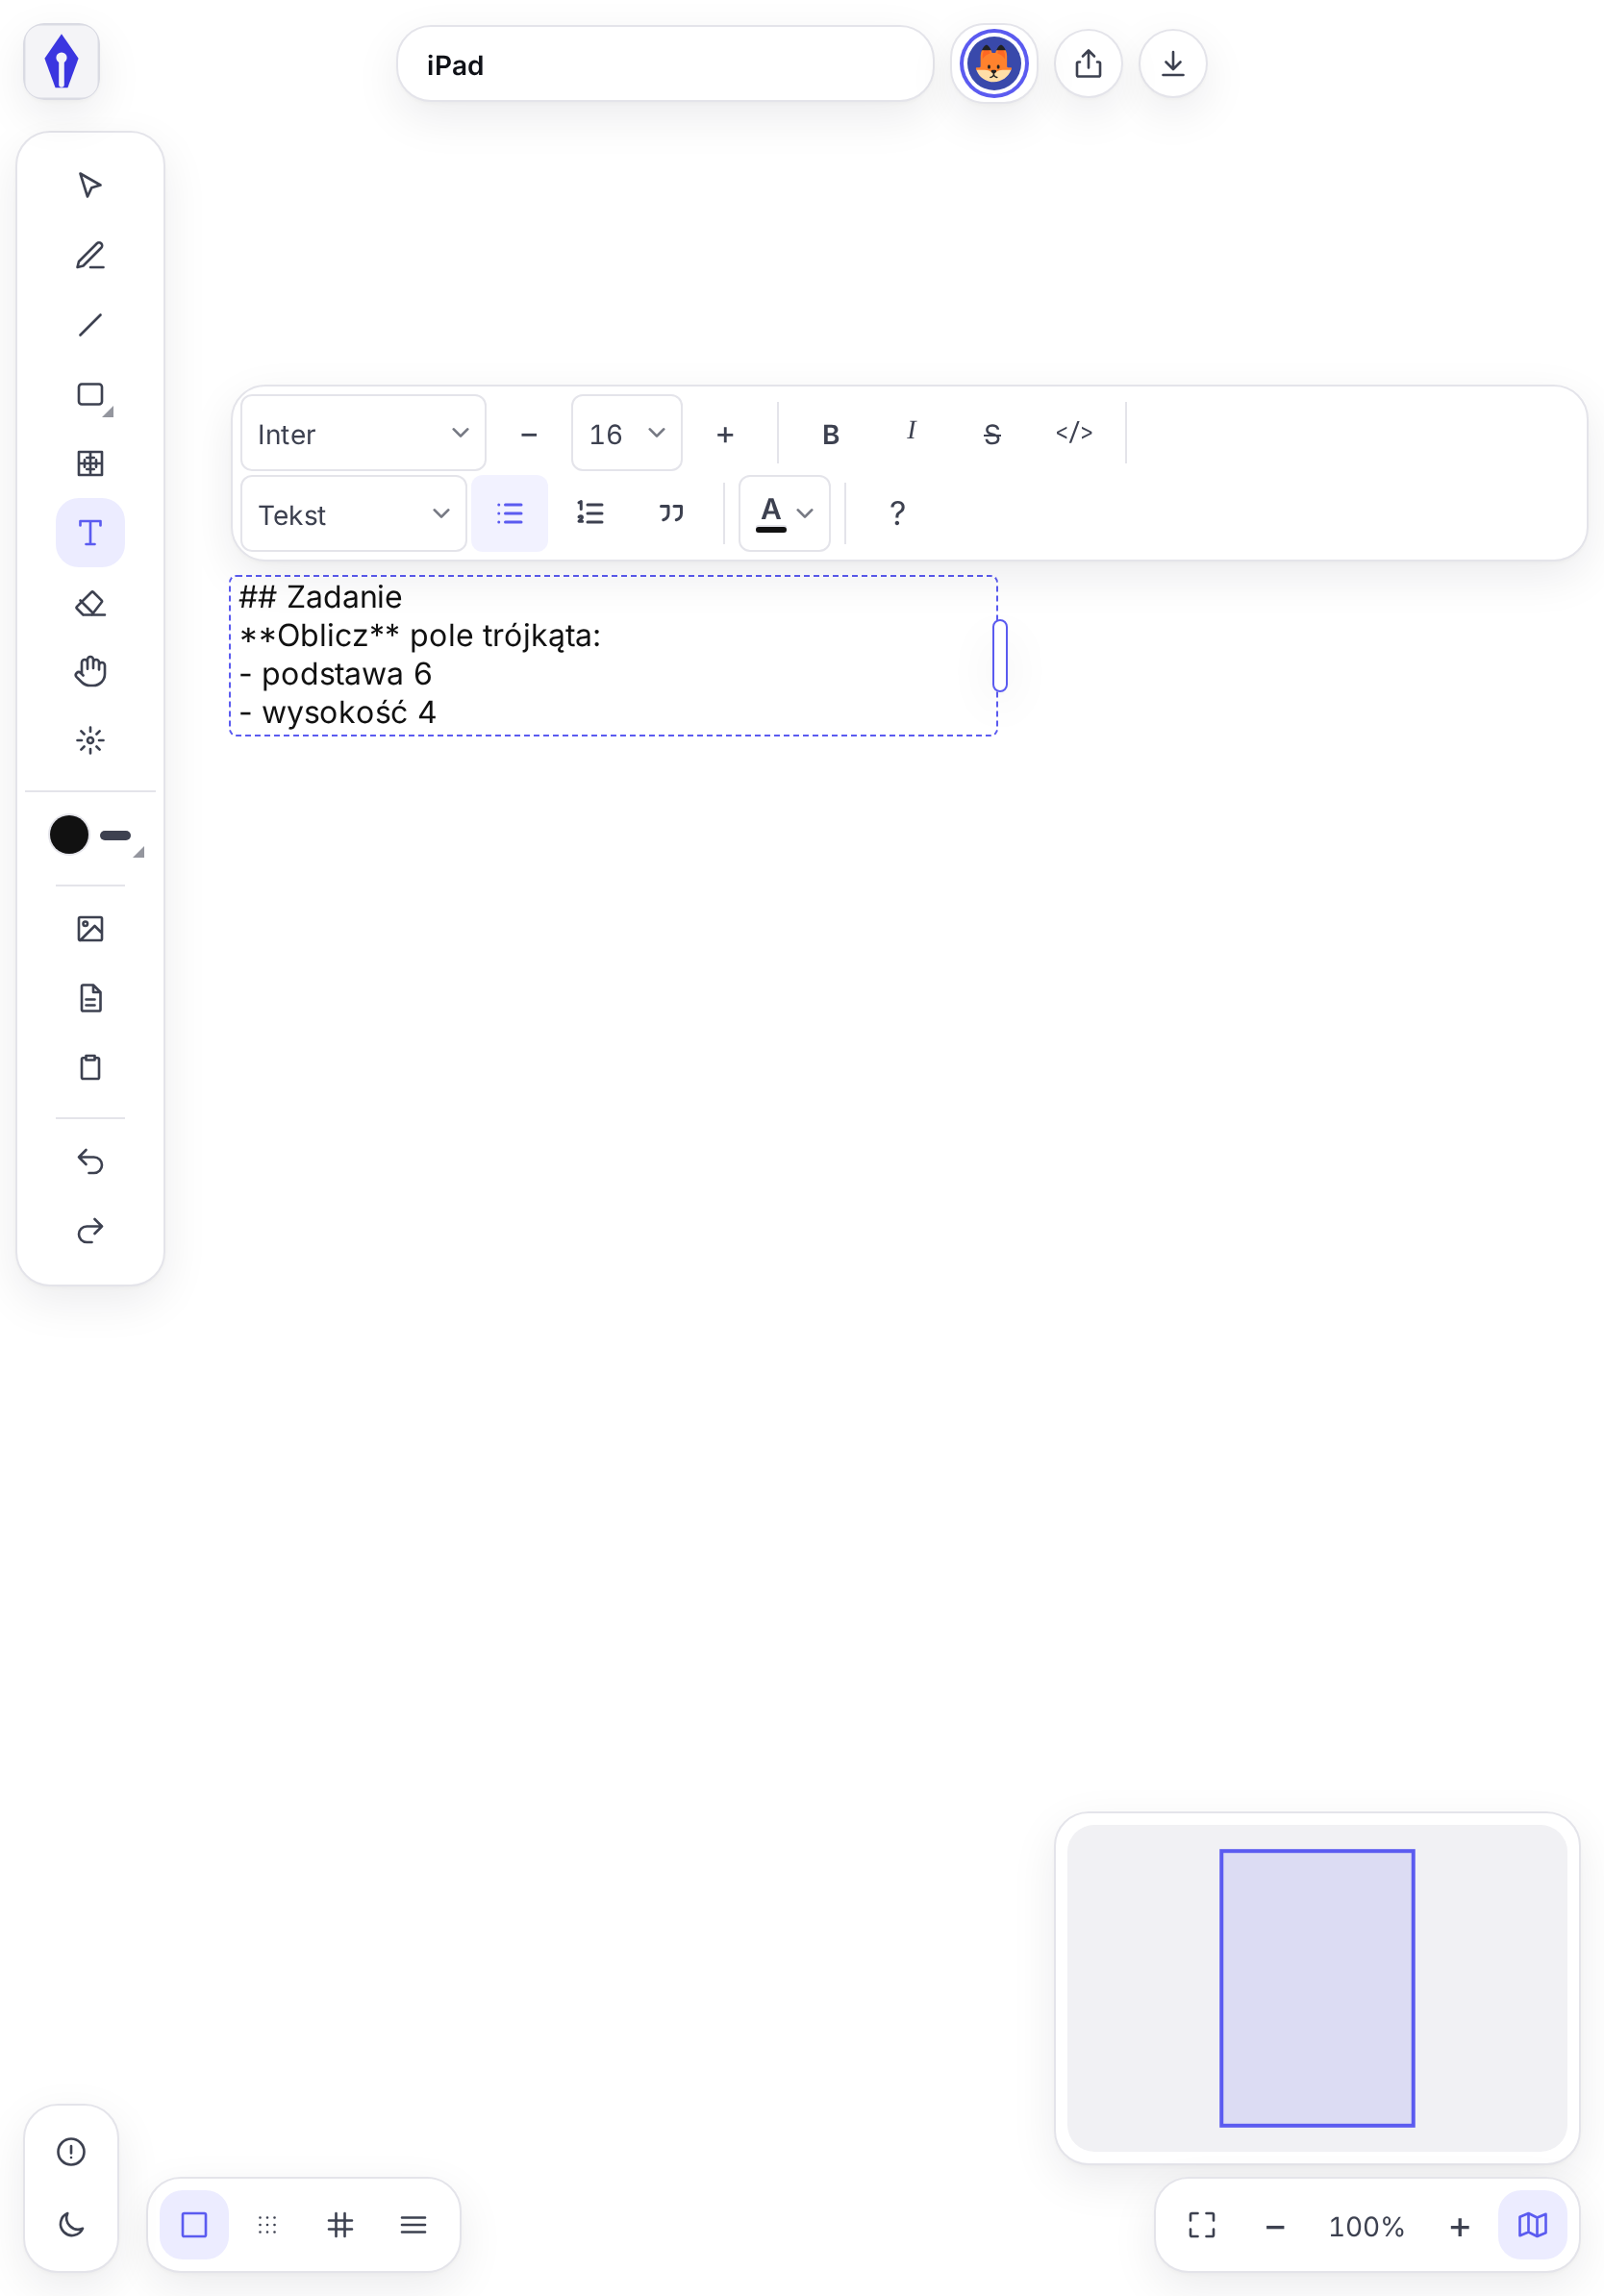 iPad
Inter
16
B I S </>
Tekst
A
?
## Zadanie
**Oblicz** pole trójkąta:
- podstawa 6
- wysokość 4
100%